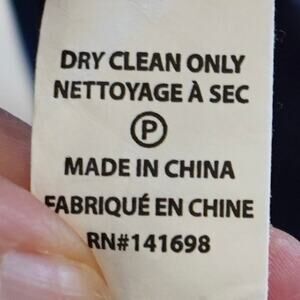 DRY CLEAN ONLY
NETTOYAGE À SEC
P
MADE IN CHINA
FABRIQUÉ EN CHINE
RN#141698